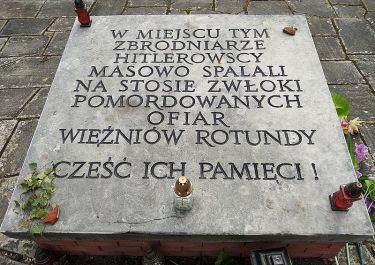 W MIEJSCU TYM
ZBRODNIARZE
HITLEROWSCY
MASOWO SPALALI
NA STOSIE ZWŁOKI
POMORDOWANYCH
OFIAR
WIĘŹNIÓW ROTUNDY
CZEŚĆ ICH PAMIĘCI !